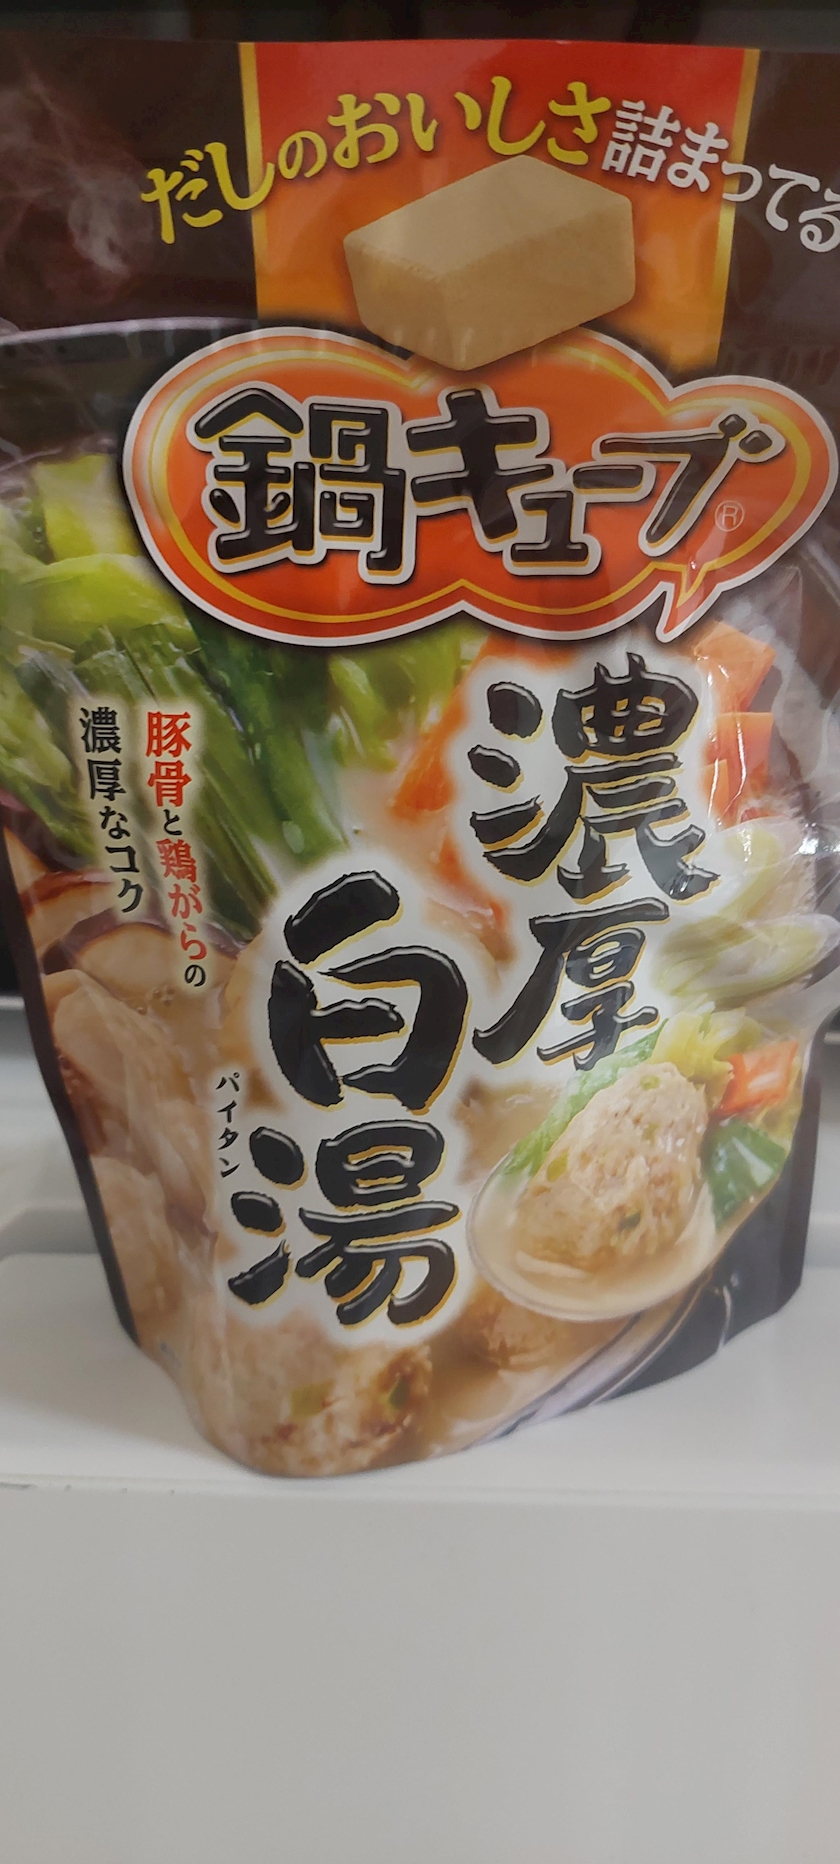 だしのおいしさ詰まってる
鍋キューブ®
濃厚
白湯
パイタン
豚骨と鶏がらの
濃厚なコク